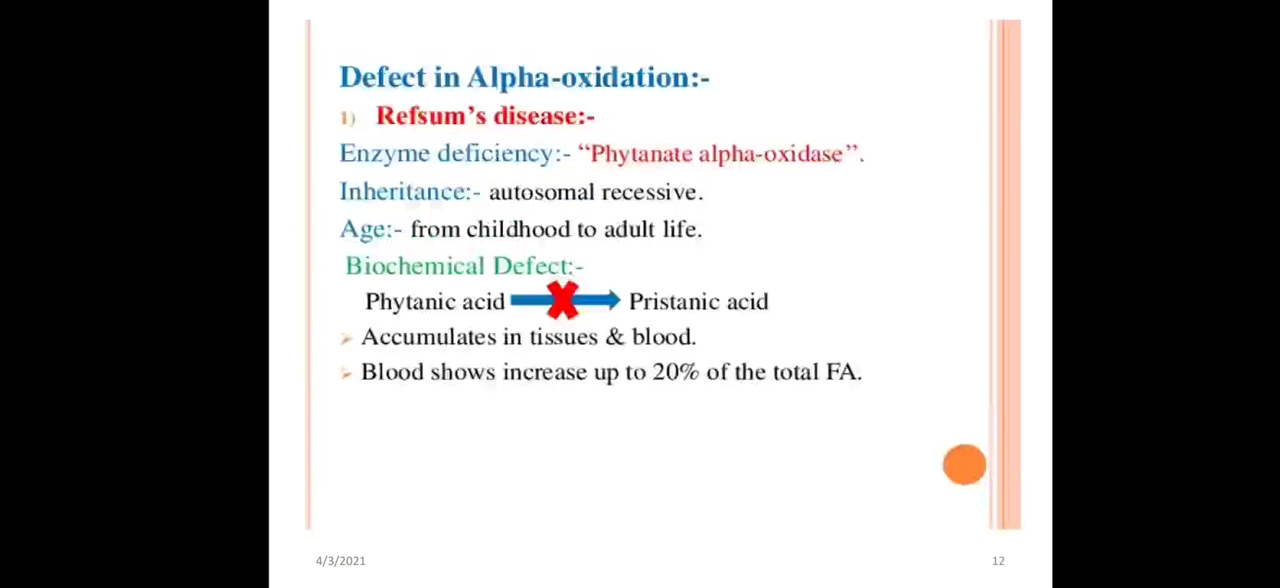 Defect in Alpha-oxidation:-
1) Refsum’s disease:-
Enzyme deficiency:- “Phytanate alpha-oxidase”.
Inheritance:- autosomal recessive.
Age:- from childhood to adult life.
Biochemical Defect:-
Phytanic acid Pristanic acid
Accumulates in tissues & blood.
Blood shows increase up to 20% of the total FA.
4/3/2021 12